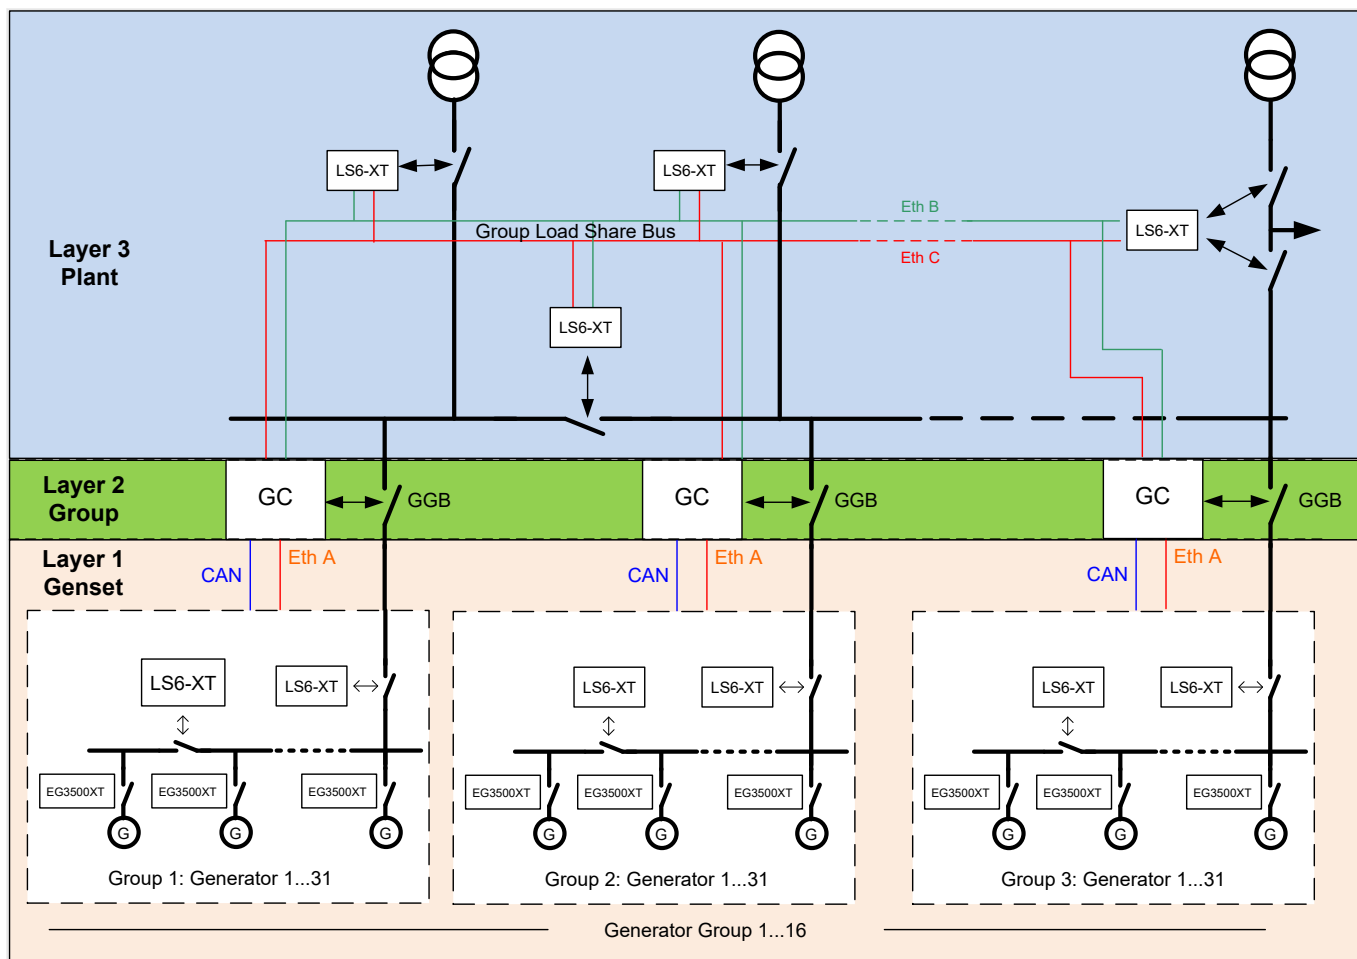 LS6-XT
LS6-XT
Eth B
LS6-XT
Group Load Share Bus
Eth C
Layer 3
Plant
LS6-XT
Layer 2
Group
GC
GGB
GC
GGB
GC
GGB
Layer 1
Genset
CAN
Eth A
CAN
Eth A
CAN
Eth A
LS6-XT
LS6-XT
LS6-XT
LS6-XT
LS6-XT
LS6-XT
EG3500XT
EG3500XT
EG3500XT
EG3500XT
EG3500XT
EG3500XT
EG3500XT
EG3500XT
EG3500XT
G
G
G
G
G
G
G
G
G
Group 1: Generator 1...31
Group 2: Generator 1...31
Group 3: Generator 1...31
Generator Group 1...16